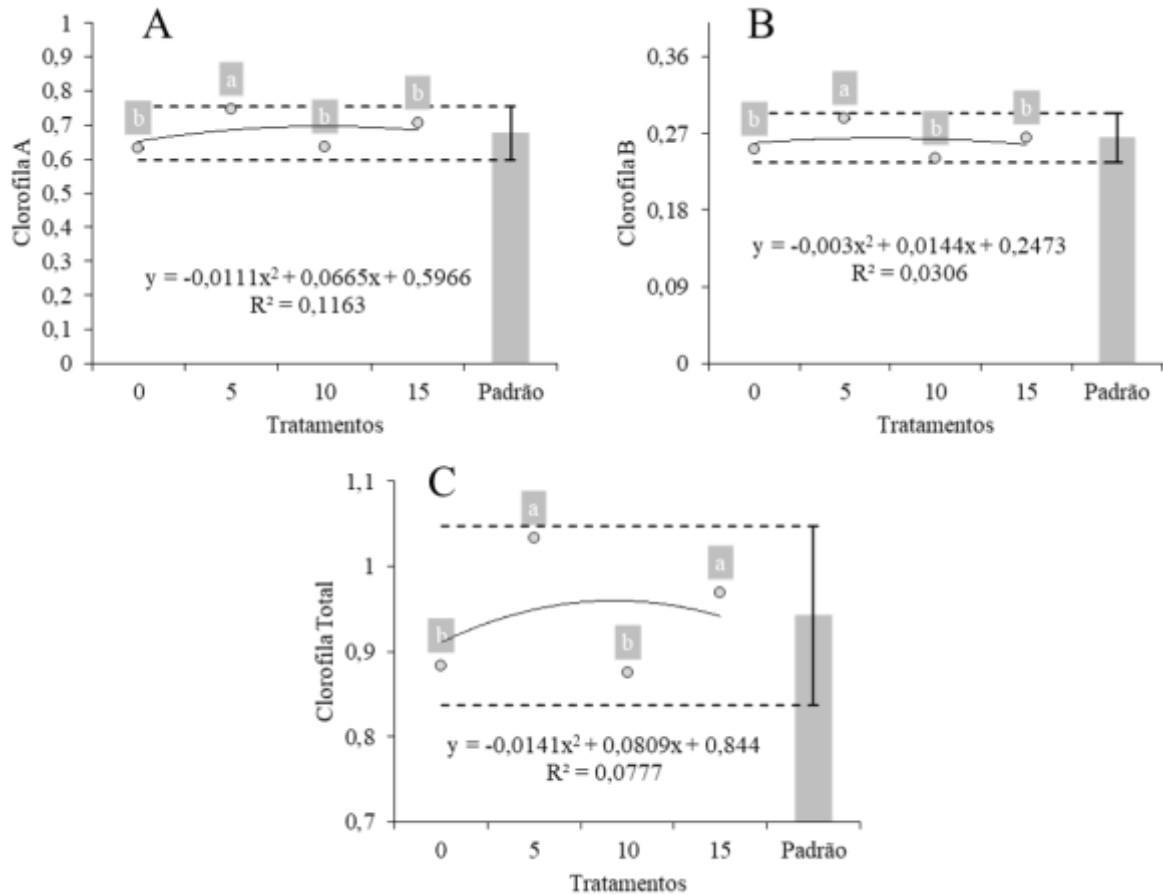 A
1
0,9
0,8
0,7
0,6
0,5
0,4
0,3
0,2
0,1
0
Clorofila A
b
a
b
b
y = -0,0111x² + 0,0665x + 0,5966
R² = 0,1163
0 5 10 15 Padrão
Tratamentos
B
0,36
0,27
0,18
0,09
0
Clorofila B
b
a
b
b
y = -0,003x² + 0,0144x + 0,2473
R² = 0,0306
0 5 10 15 Padrão
Tratamentos
C
1,1
1
0,9
0,8
0,7
Clorofila Total
b
a
b
a
y = -0,0141x² + 0,0809x + 0,844
R² = 0,0777
0 5 10 15 Padrão
Tratamentos